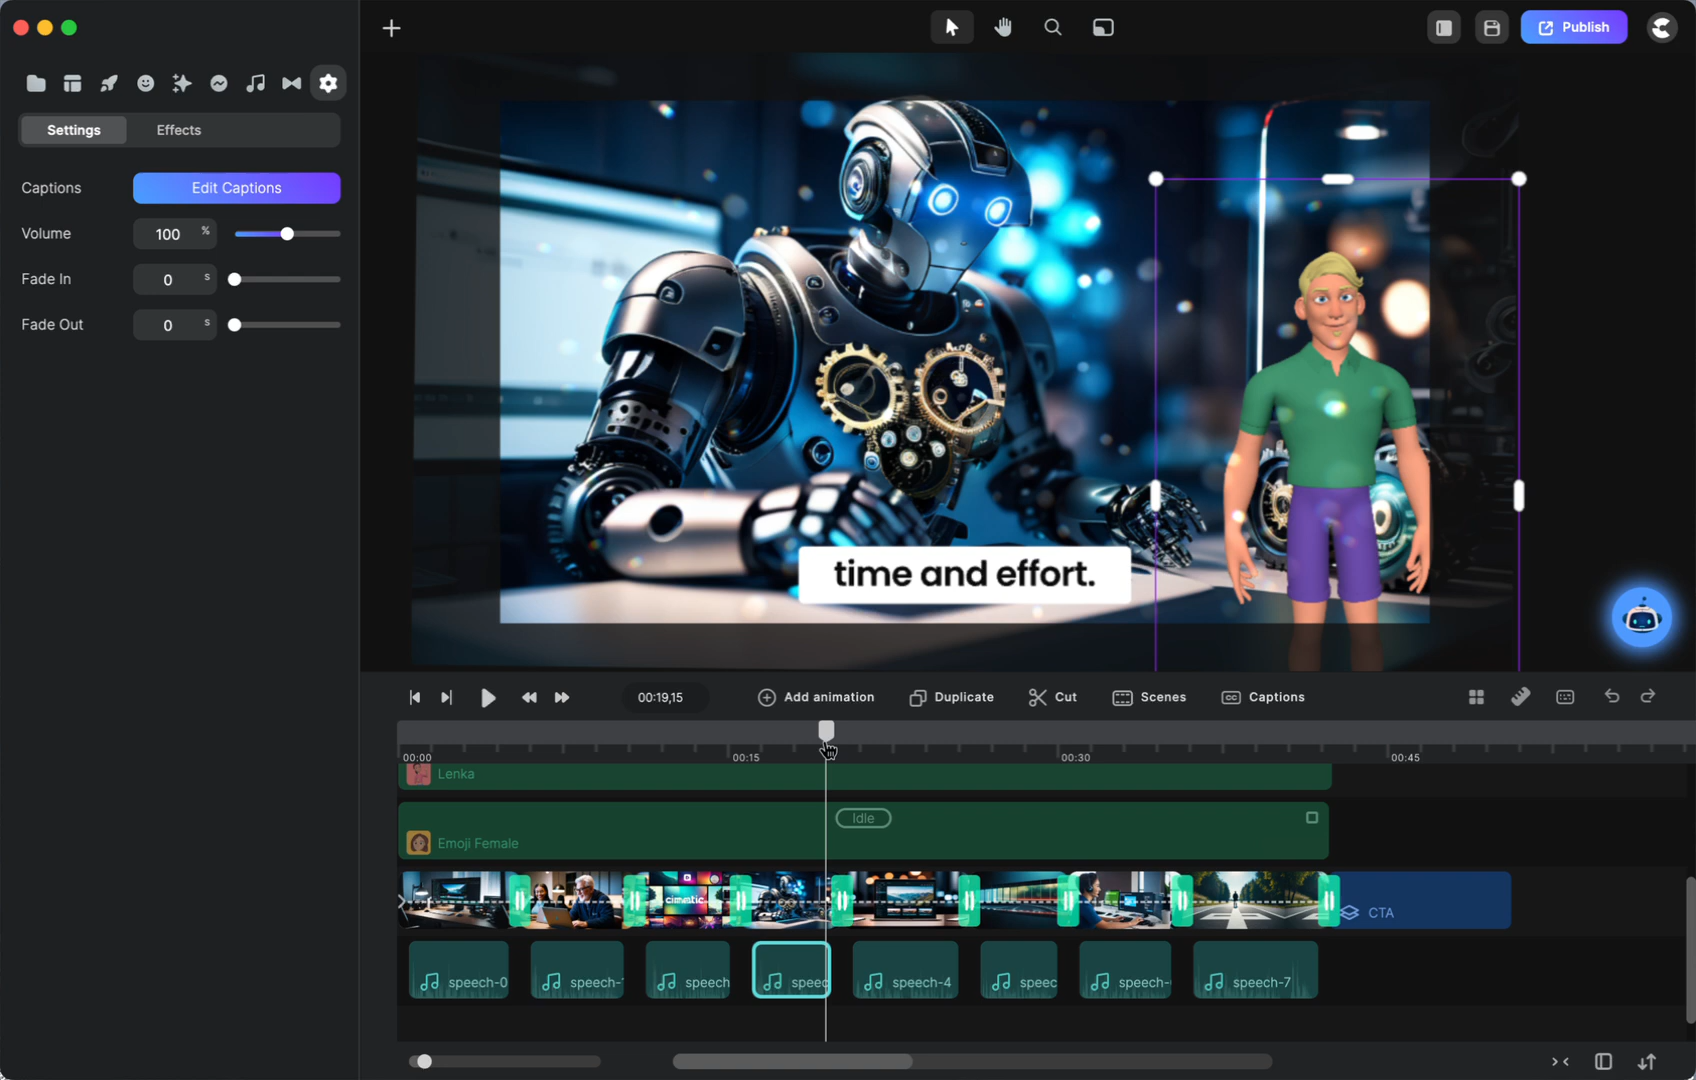 Publish
Settings
Effects
Captions
Edit Captions
Volume
100 %
Fade In
0 s
Fade Out
0 s
time and effort.
00:19,15
Add animation
Duplicate
Cut
Scenes
CC Captions
00:00
00:15
00:30
00:45
Lenka
Idle
Emoji Female
cimatic
CTA
speech-0
speech-
speech
speec
speech-4
speec
speech-
speech-7